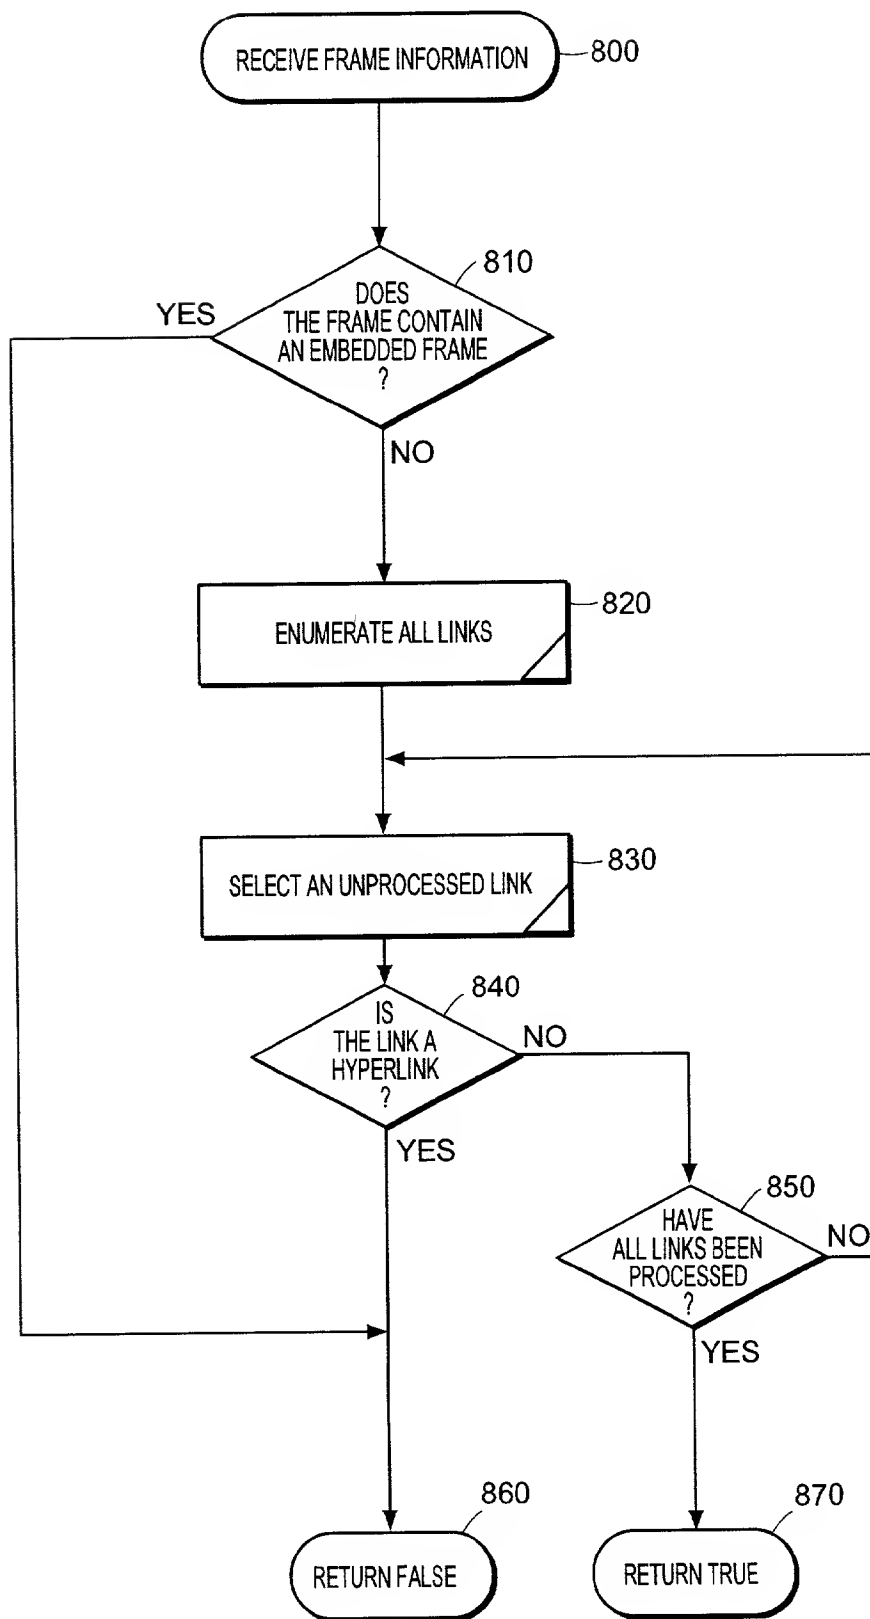 RECEIVE FRAME INFORMATION
800
810
YES
DOES
THE FRAME CONTAIN
AN EMBEDDED FRAME
?
NO
820
ENUMERATE ALL LINKS
830
SELECT AN UNPROCESSED LINK
840
IS
THE LINK A
HYPERLINK
?
NO
YES
850
HAVE
ALL LINKS BEEN
PROCESSED
?
NO
YES
860
RETURN FALSE
870
RETURN TRUE